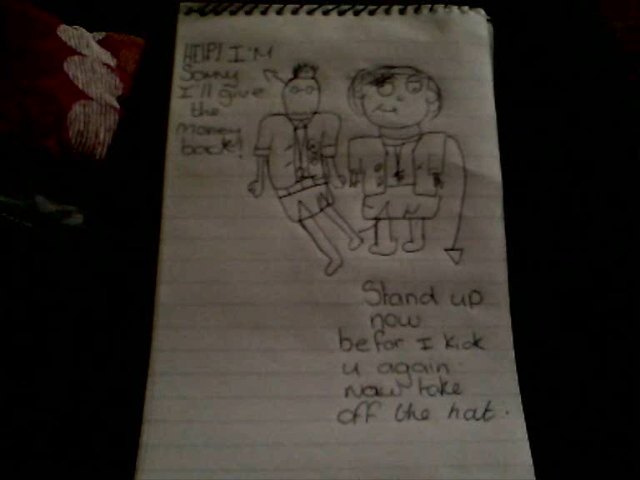 HElP! I'M
Sorry
I'll give
the
money
back!
Stand up
now
befor I kick
u again.
Now take
off the hat.